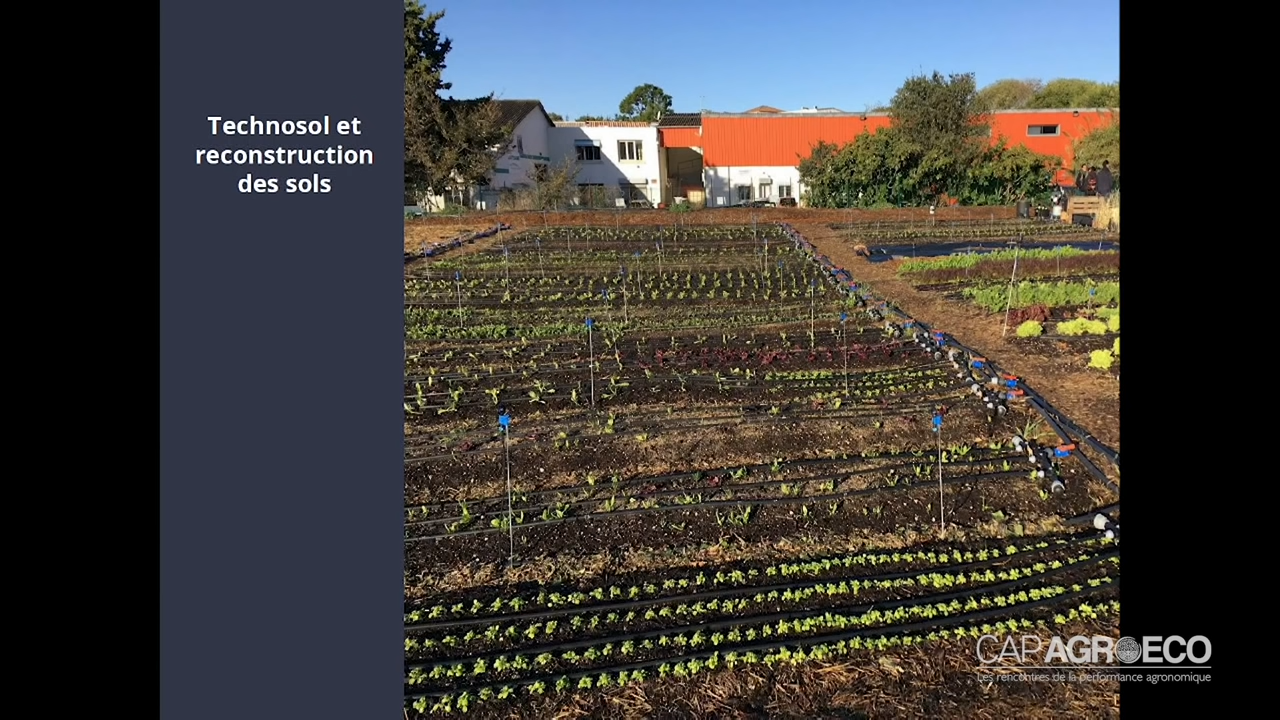 Technosol et
reconstruction
des sols
CAPAGROECO
Les rencontres de la performance agronomique